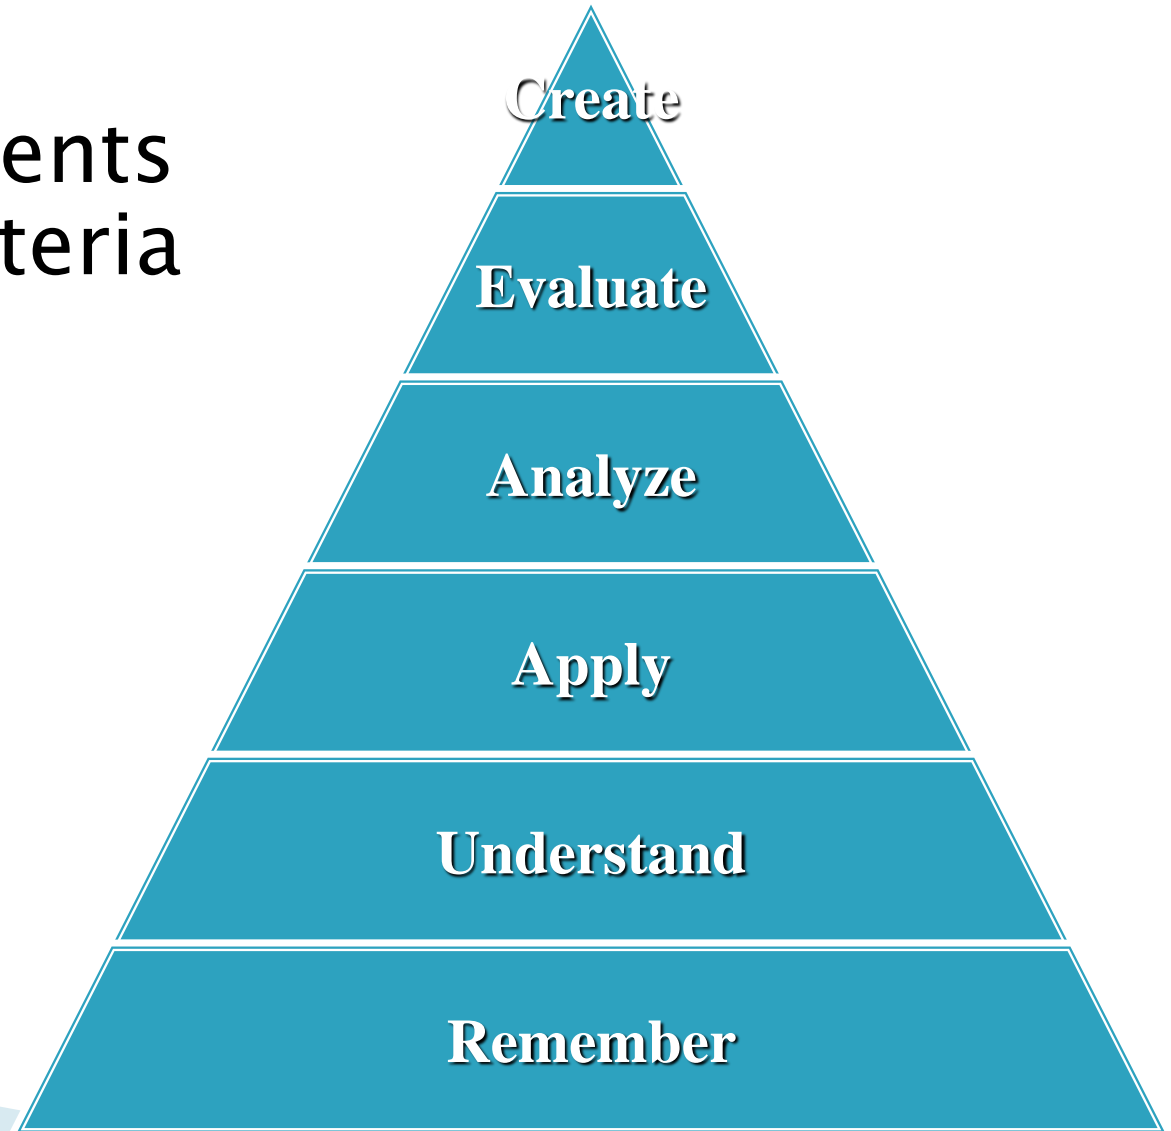 Create
ents
teria
Evaluate
Analyze
Apply
Understand
Remember